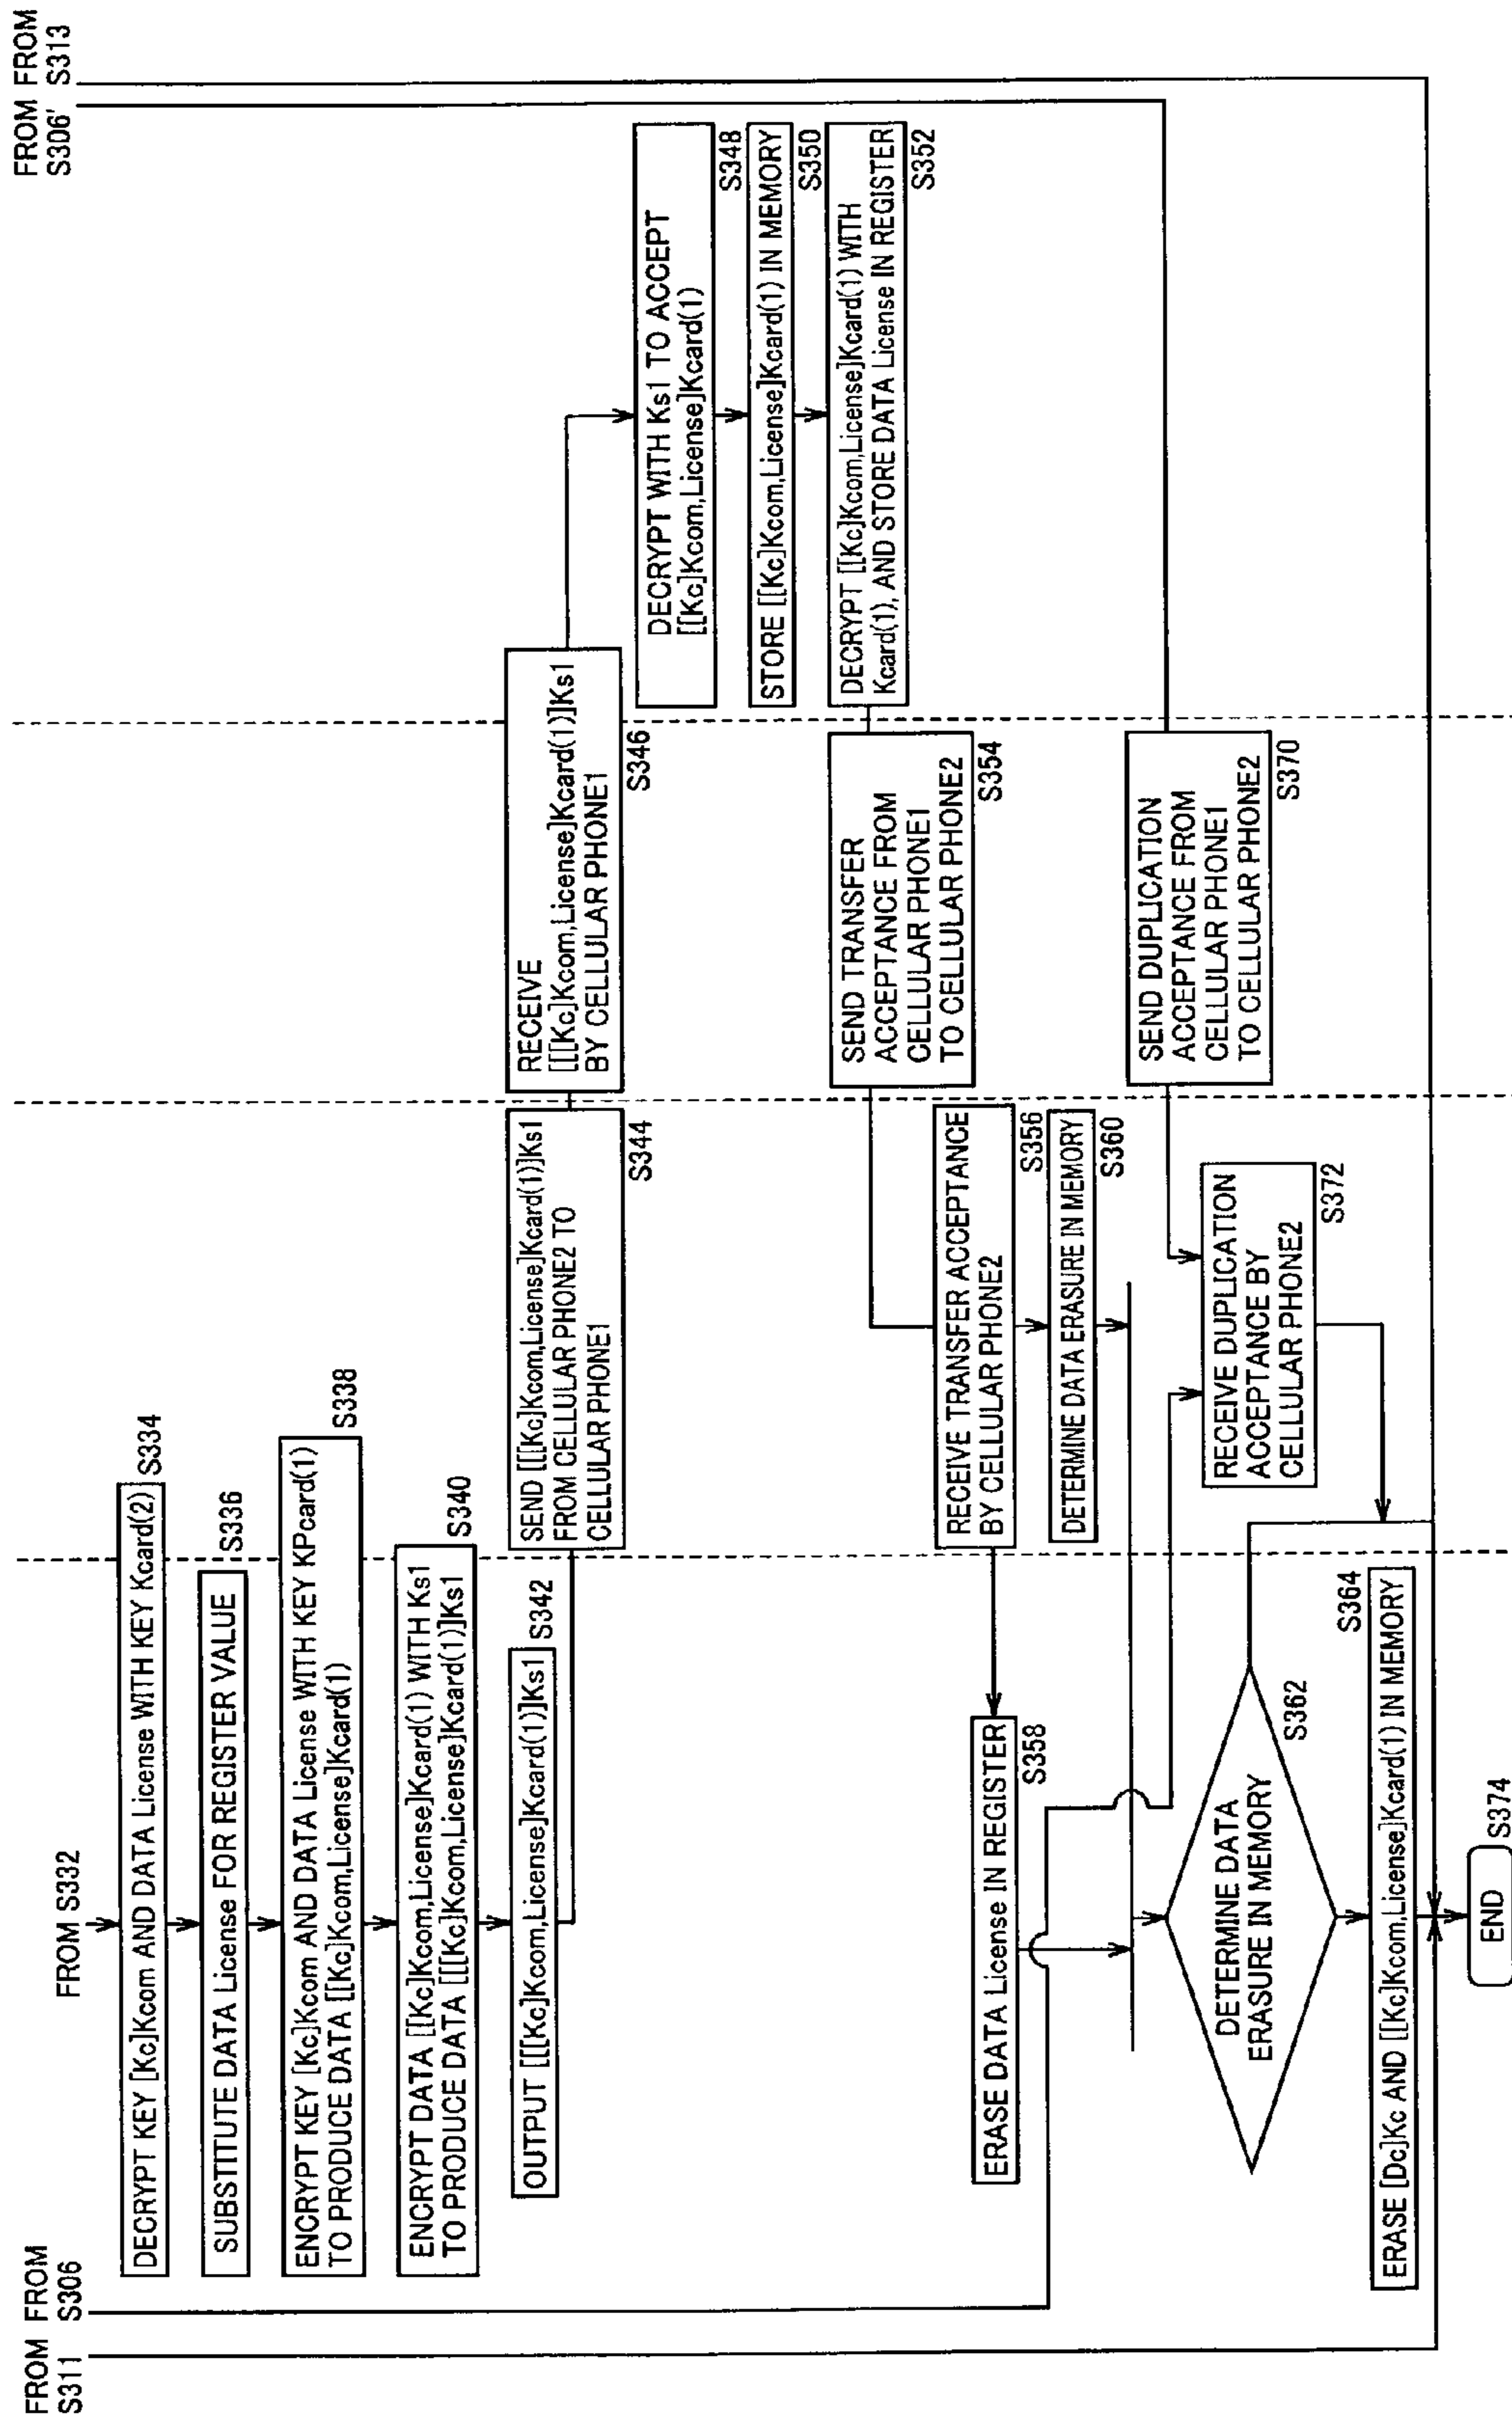 FROM
S311
FROM
S306
FROM S332
FROM
S306'
FROM
S313
DECRYPT KEY [Kc]Kcom AND DATA License WITH KEY Kcard(2)
S334
SUBSTITUTE DATA License FOR REGISTER VALUE
S336
ENCRYPT KEY [Kc]Kcom AND DATA License WITH KEY KPcard(1)
TO PRODUCE DATA [[Kc]Kcom,License]Kcard(1)
S338
ENCRYPT DATA [[Kc]Kcom,License]Kcard(1) WITH Ks1
TO PRODUCE DATA [[[Kc]Kcom,License]Kcard(1)]Ks1
S340
OUTPUT [[[Kc]Kcom,License]Kcard(1)]Ks1
S342
SEND [[[Kc]Kcom,License]Kcard(1)]Ks1
FROM CELLULAR PHONE2 TO
CELLULAR PHONE1
S344
RECEIVE
[[[Kc]Kcom,License]Kcard(1)]Ks1
BY CELLULAR PHONE1
S346
DECRYPT WITH Ks1 TO ACCEPT
[[Kc]Kcom,License]Kcard(1)
S348
STORE [[Kc]Kcom,License]Kcard(1) IN MEMORY
S350
DECRYPT [[Kc]Kcom,License]Kcard(1) WITH
Kcard(1), AND STORE DATA License IN REGISTER
S352
SEND TRANSFER
ACCEPTANCE FROM
CELLULAR PHONE1
TO CELLULAR PHONE2
S354
RECEIVE TRANSFER ACCEPTANCE
BY CELLULAR PHONE2
S356
ERASE DATA License IN REGISTER
S358
DETERMINE DATA ERASURE IN MEMORY
S360
SEND DUPLICATION
ACCEPTANCE FROM
CELLULAR PHONE1
TO CELLULAR PHONE2
S370
RECEIVE DUPLICATION
ACCEPTANCE BY
CELLULAR PHONE2
S372
DETERMINE DATA
ERASURE IN MEMORY
S362
ERASE [Dc]Kc AND [[Kc]Kcom,License]Kcard(1) IN MEMORY
S364
END
S374